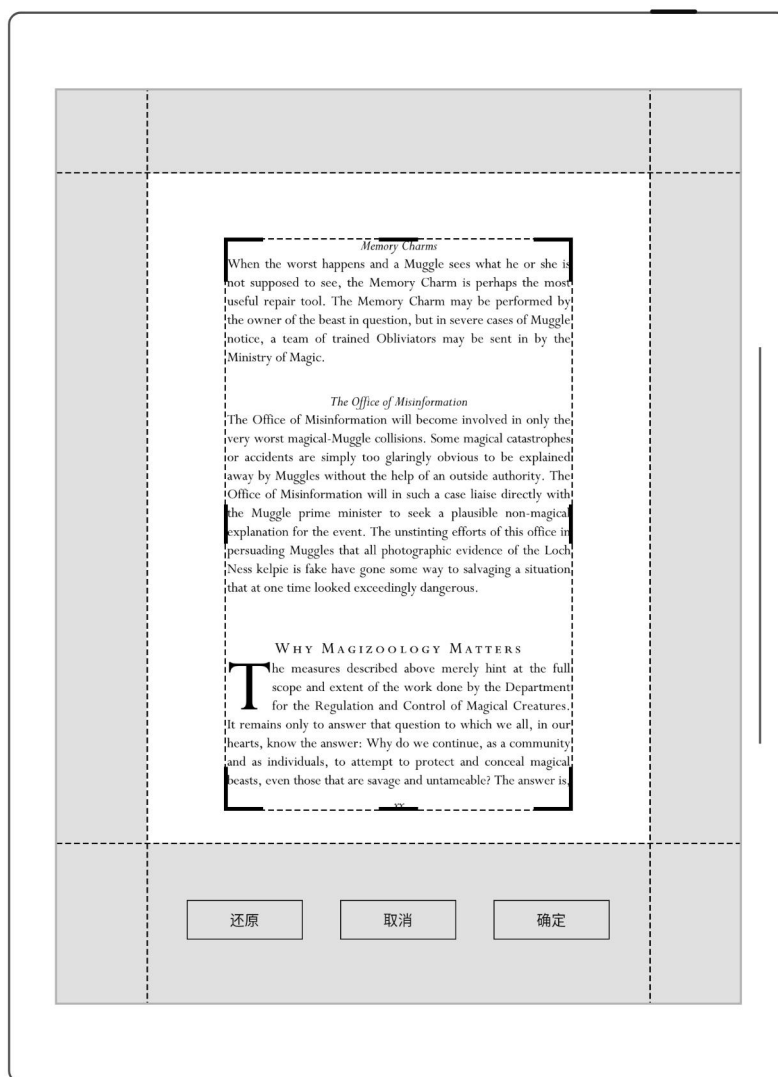 Memory Charms
When the worst happens and a Muggle sees what he or she is
not supposed to see, the Memory Charm is perhaps the most
useful repair tool. The Memory Charm may be performed by
the owner of the beast in question, but in severe cases of Muggle
notice, a team of trained Obliviators may be sent in by the
Ministry of Magic.
The Office of Misinformation
The Office of Misinformation will become involved in only the
very worst magical-Muggle collisions. Some magical catastrophes
or accidents are simply too glaringly obvious to be explained
away by Muggles without the help of an outside authority. The
Office of Misinformation will in such a case liaise directly with
the Muggle prime minister to seek a plausible non-magical
explanation for the event. The unstinting efforts of this office in
persuading Muggles that all photographic evidence of the Loch
Ness kelpie is fake have gone some way to salvaging a situation
that at one time looked exceedingly dangerous.
Why Magizoology Matters
The measures described above merely hint at the full
scope and extent of the work done by the Department
for the Regulation and Control of Magical Creatures.
It remains only to answer that question to which we all, in our
hearts, know the answer: Why do we continue, as a community
and as individuals, to attempt to protect and conceal magical
beasts, even those that are savage and untameable? The answer is,
xx
还原 取消 确定